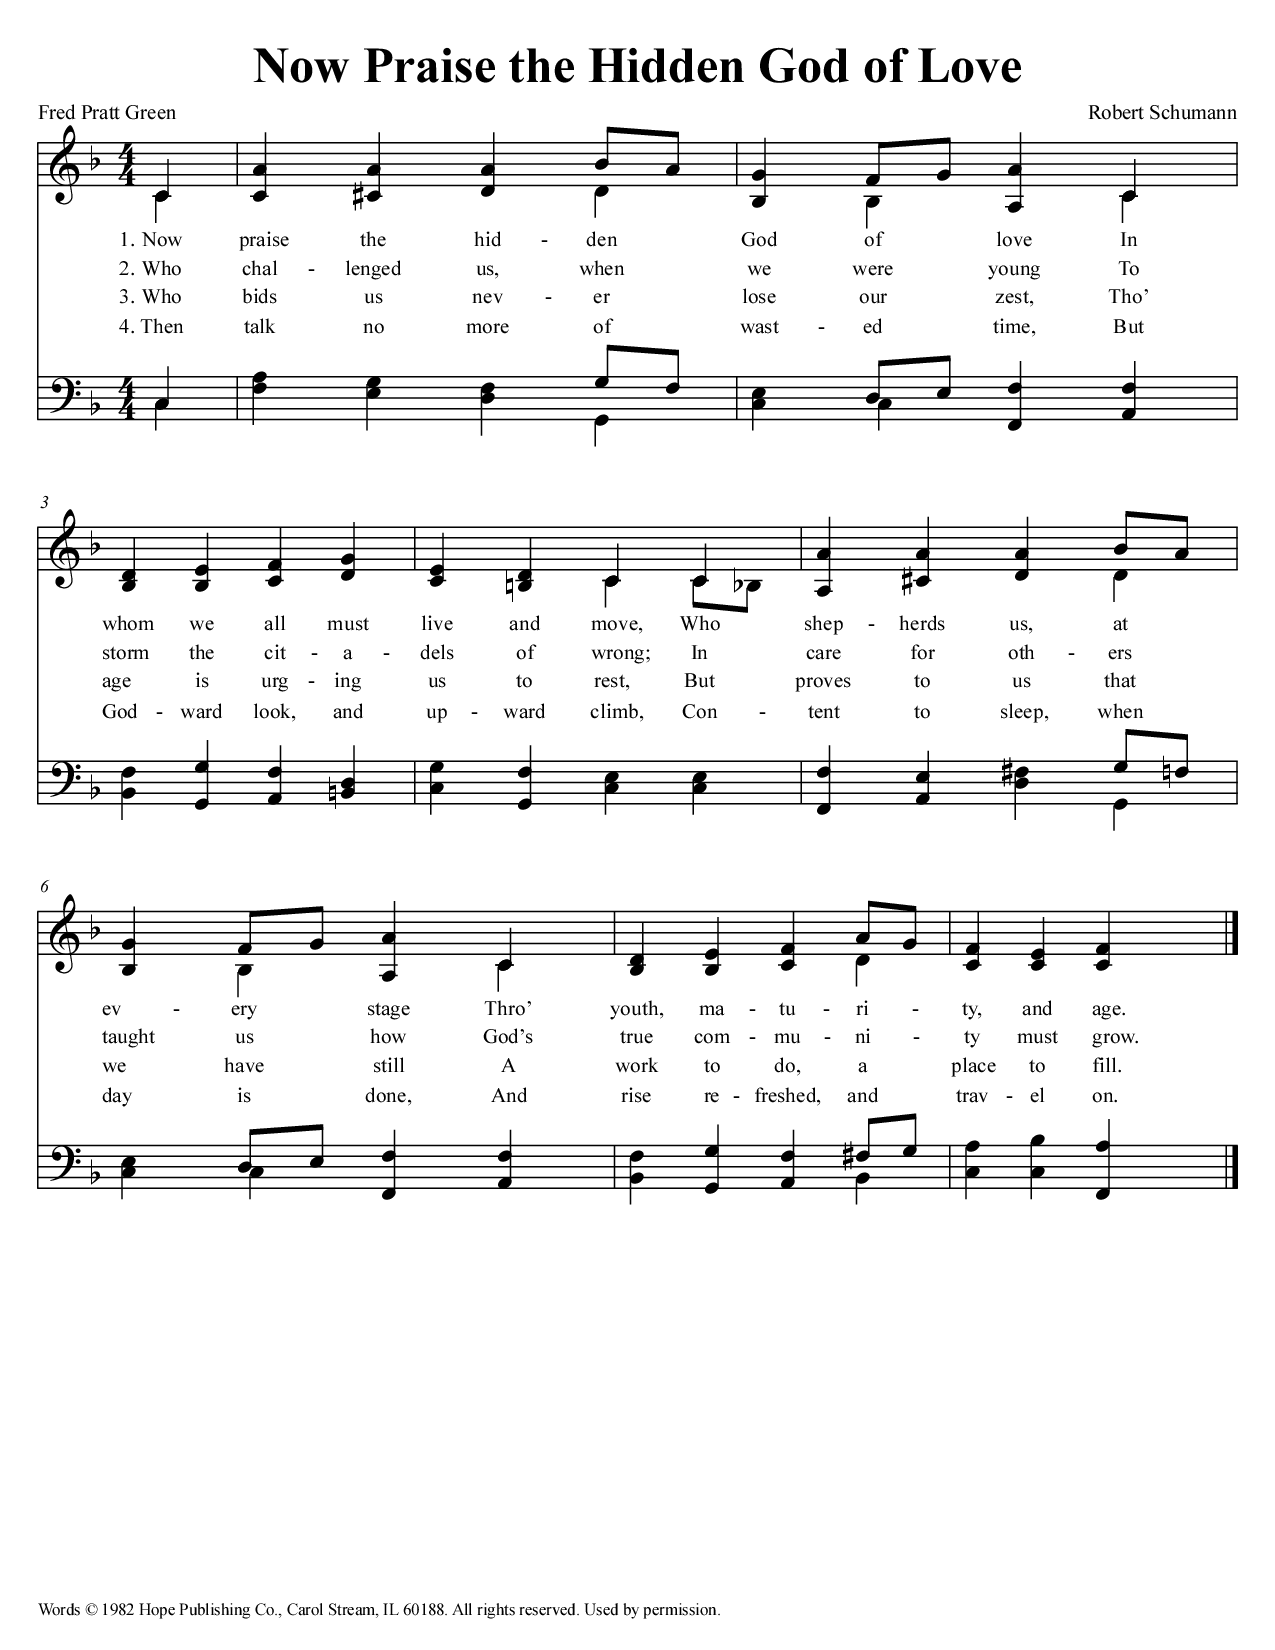 Now Praise the Hidden God of Love
Fred Pratt Green
Robert Schumann
1. Now praise the hid - den God of love In
2. Who chal - lenged us, when we were young To
3. Who bids us nev - er lose our zest, Tho’
4. Then talk no more of wast - ed time, But
3
whom we all must live and move, Who shep - herds us, at
storm the cit - a - dels of wrong; In care for oth - ers
age is urg - ing us to rest, But proves to us that
God - ward look, and up - ward climb, Con - tent to sleep, when
6
ev - ery stage Thro’ youth, ma - tu - ri - ty, and age.
taught us how God’s true com - mu - ni - ty must grow.
we have still A work to do, a place to fill.
day is done, And rise re - freshed, and trav - el on.
Words © 1982 Hope Publishing Co., Carol Stream, IL 60188. All rights reserved. Used by permission.